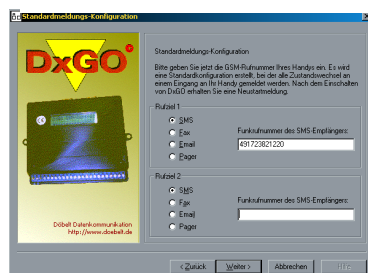 Standardmeldungs-Konfiguration
DxGO®
Standardmeldungs-Konfiguration
Bitte geben Sie jetzt die GSM-Rufnummer Ihres Handys ein. Es wird
eine Standardkonfiguration erstellt, bei der alle Zustandswechsel an
einem Eingang an Ihr Handy gemeldet werden. Nach dem Einschalten
von DxGO erhalten Sie eine Neustartmeldung.
Rufziel 1
SMS
Fax
Email
Pager
Funkrufnummer des SMS-Empfängers:
491723821220
Rufziel 2
SMS
Fax
Email
Pager
Funkrufnummer des SMS-Empfängers:
Döbelt Datenkommunikation
http://www.doebelt.de
< Zurück
Weiter >
Abbrechen
Hilfe